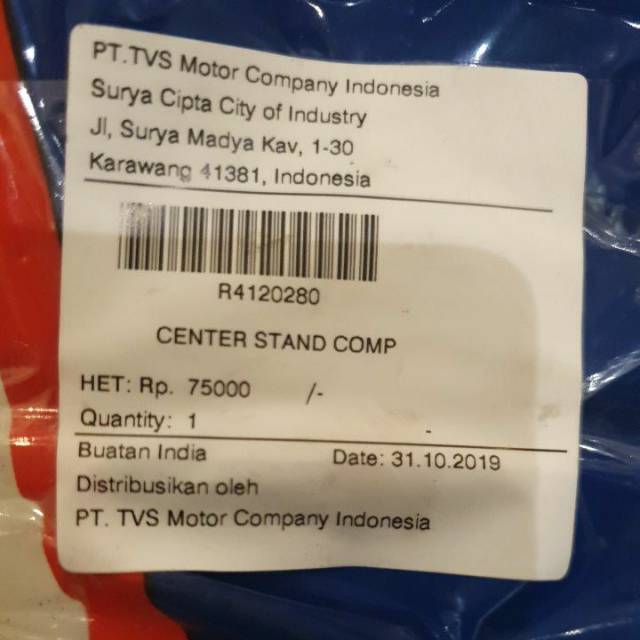 PT.TVS Motor Company Indonesia
Surya Cipta City of Industry
Jl, Surya Madya Kav, 1-30
Karawang 41381, Indonesia
R4120280
CENTER STAND COMP
HET: Rp. 75000 /-
Quantity: 1 -
Buatan India Date: 31.10.2019
Distribusikan oleh
PT. TVS Motor Company Indonesia